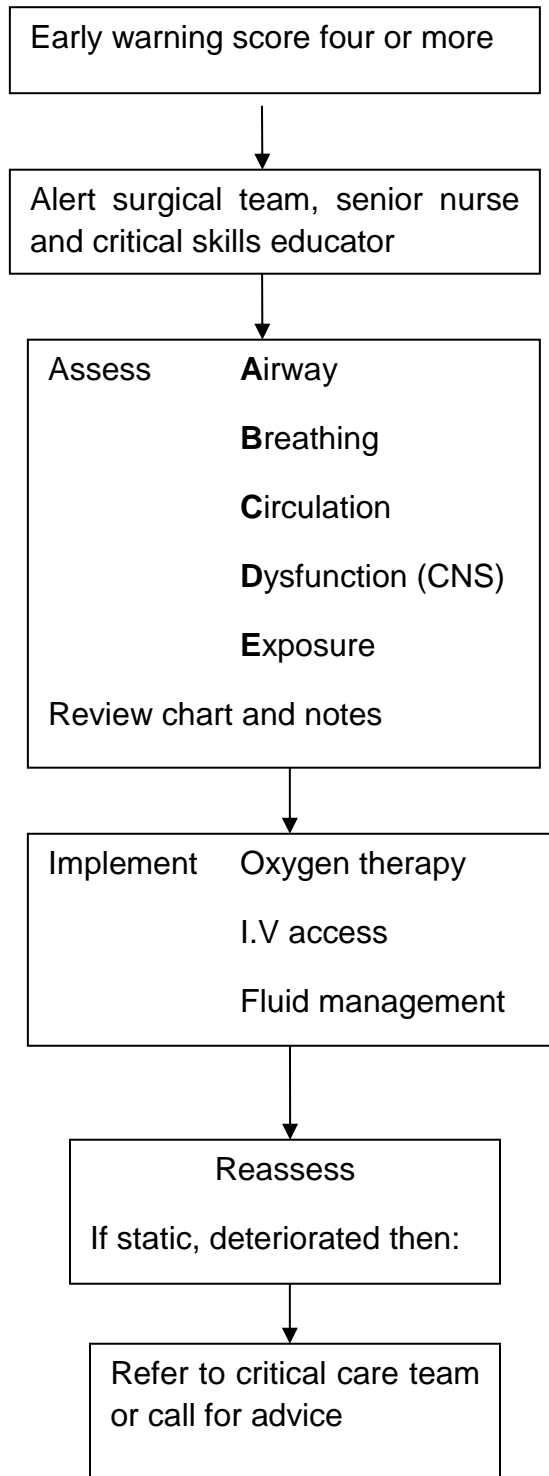 Early warning score four or more
Alert surgical team, senior nurse
and critical skills educator
Assess Airway
Breathing
Circulation
Dysfunction (CNS)
Exposure
Review chart and notes
Implement Oxygen therapy
I.V access
Fluid management
Reassess
If static, deteriorated then:
Refer to critical care team
or call for advice